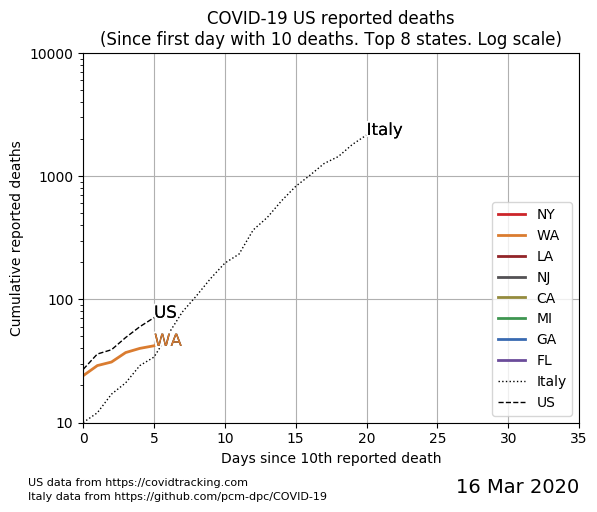 COVID-19 US reported deaths
(Since first day with 10 deaths. Top 8 states. Log scale)
Cumulative reported deaths
10000
1000
100
10
Italy
US
WA
NY
WA
LA
NJ
CA
MI
GA
FL
Italy
US
0 5 10 15 20 25 30 35
Days since 10th reported death
US data from https://covidtracking.com
Italy data from https://github.com/pcm-dpc/COVID-19
16 Mar 2020